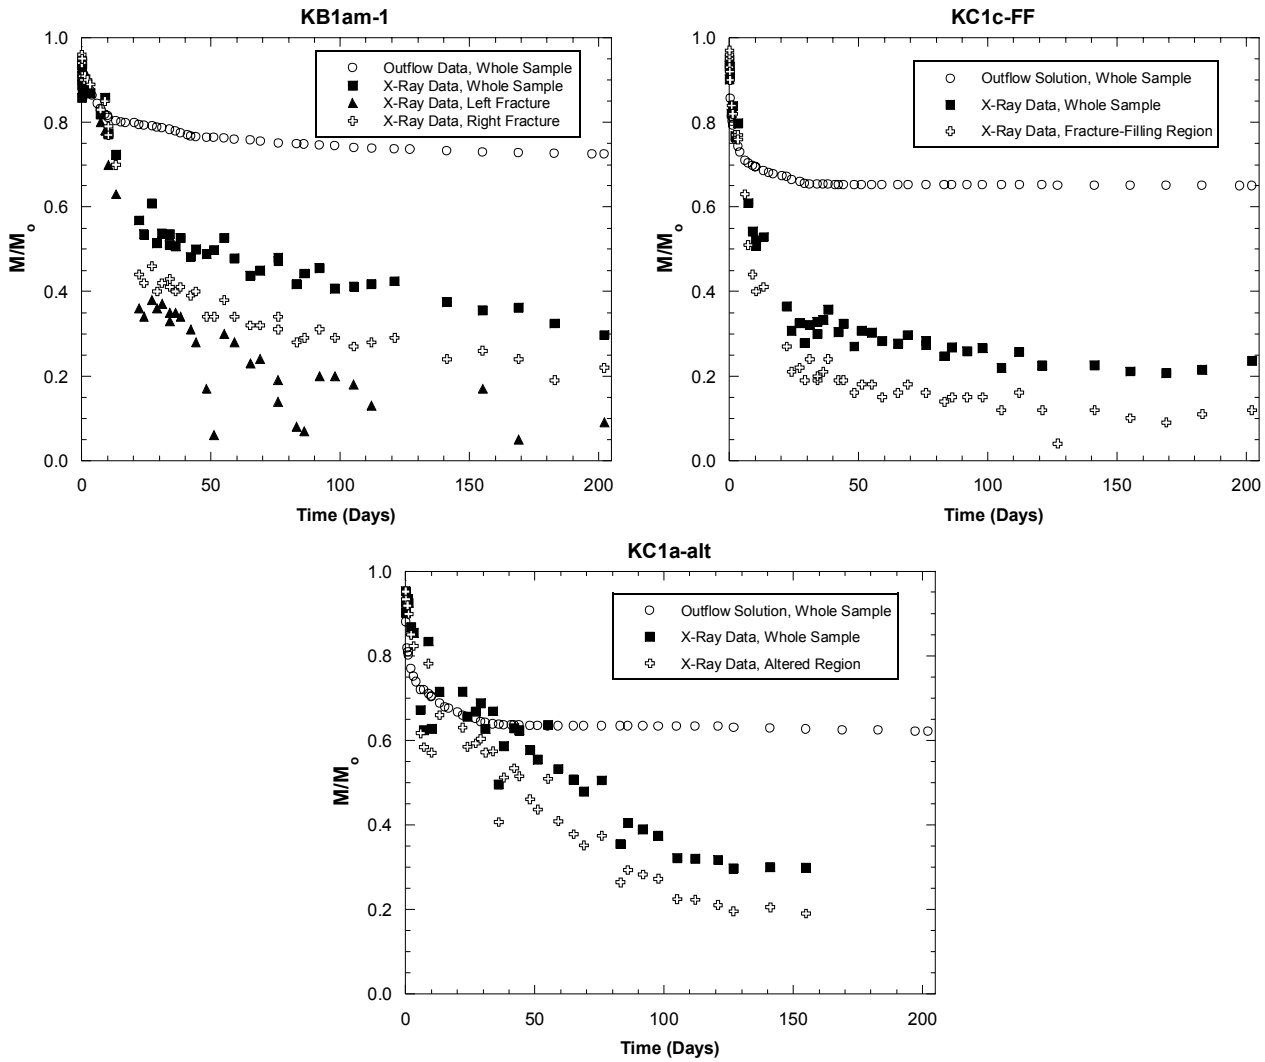 KB1am-1
1.0
0.8
0.6
0.4
0.2
0.0
M/Mo
Outflow Data, Whole Sample
X-Ray Data, Whole Sample
X-Ray Data, Left Fracture
X-Ray Data, Right Fracture
0 50 100 150 200
Time (Days)
KC1c-FF
1.0
0.8
0.6
0.4
0.2
0.0
M/Mo
Outflow Solution, Whole Sample
X-Ray Data, Whole Sample
X-Ray Data, Fracture-Filling Region
0 50 100 150 200
Time (Days)
KC1a-alt
1.0
0.8
0.6
0.4
0.2
0.0
M/Mo
Outflow Solution, Whole Sample
X-Ray Data, Whole Sample
X-Ray Data, Altered Region
0 50 100 150 200
Time (Days)